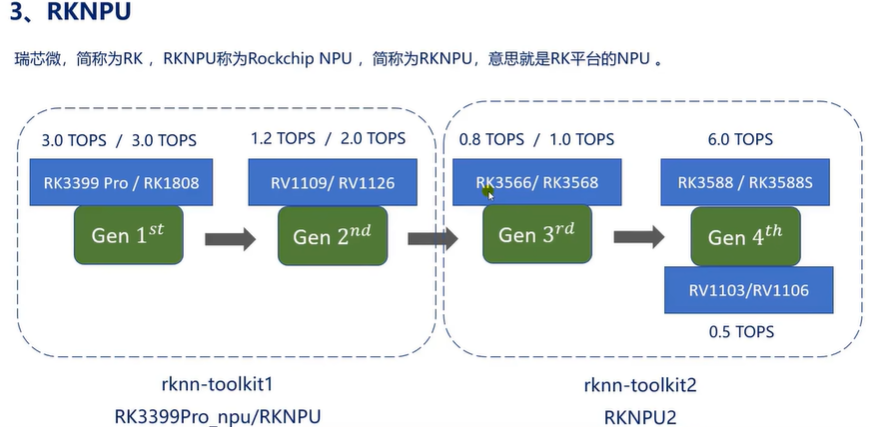 3、RKNPU
瑞芯微，简称为RK ，RKNPU称为Rockchip NPU ，简称为RKNPU，意思就是RK平台的NPU 。
3.0 TOPS / 3.0 TOPS
1.2 TOPS / 2.0 TOPS
0.8 TOPS / 1.0 TOPS
6.0 TOPS
RK3399 Pro / RK1808
RV1109/ RV1126
RK3566/ RK3568
RK3588 / RK3588S
Gen 1st
Gen 2nd
Gen 3rd
Gen 4th
RV1103/RV1106
0.5 TOPS
rknn-toolkit1
rknn-toolkit2
RK3399Pro_npu/RKNPU
RKNPU2